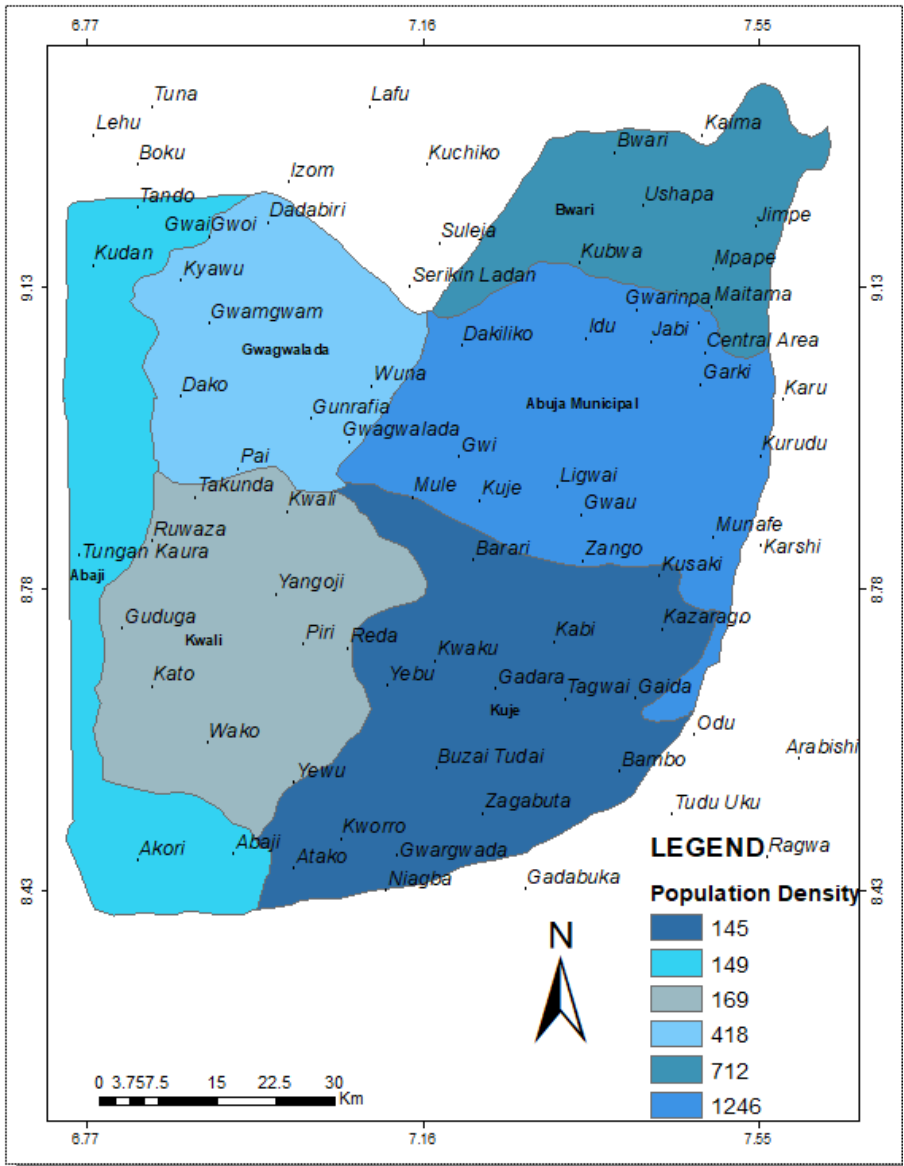 6.77 7.16 7.55
Tuna
Lafu
Lehu
Kaima
Boku
Kuchiko
Bwari
Izom
Tando
Ushapa
Dadabiri
Bwari
Jimpe
GwaiGwoi
Suleja
Kudan
Kubwa
Mpape
Kyawu
Serikin Ladan
9.13 9.13
Gwarinpa
Maitama
Gwamgwam
Dakiliko
Idu
Jabi
Central Area
Gwagwalada
Wuna
Garki
Dako
Karu
Gunrafia
Abuja Municipal
Gwagwalada
Gwi
Kurudu
Pai
Ligwai
Takunda
Kwali
Mule
Kuje
Gwau
Ruwaza
Munafe
Tungan Kaura
Barari
Zango
Karshi
Abaji
Kusaki
Yangoji
8.78 8.78
Guduga
Kwali
Piri
Reda
Kabi
Kazarago
Kwaku
Kato
Yebu
Gadara
Tagwai
Gaida
Kuje
Wako
Odu
Buzai Tudai
Bambo
Arabishi
Yewu
Zagabuta
Tudu Uku
Kworro
Akori
Abaji
Atako
Gwargwada
LEGEND
Ragwa
Niagba
Gadabuka
8.43 8.43
Population Density
145
149
169
418
712
1246
N
0 3.757.5 15 22.5 30
Km
6.77 7.16 7.55